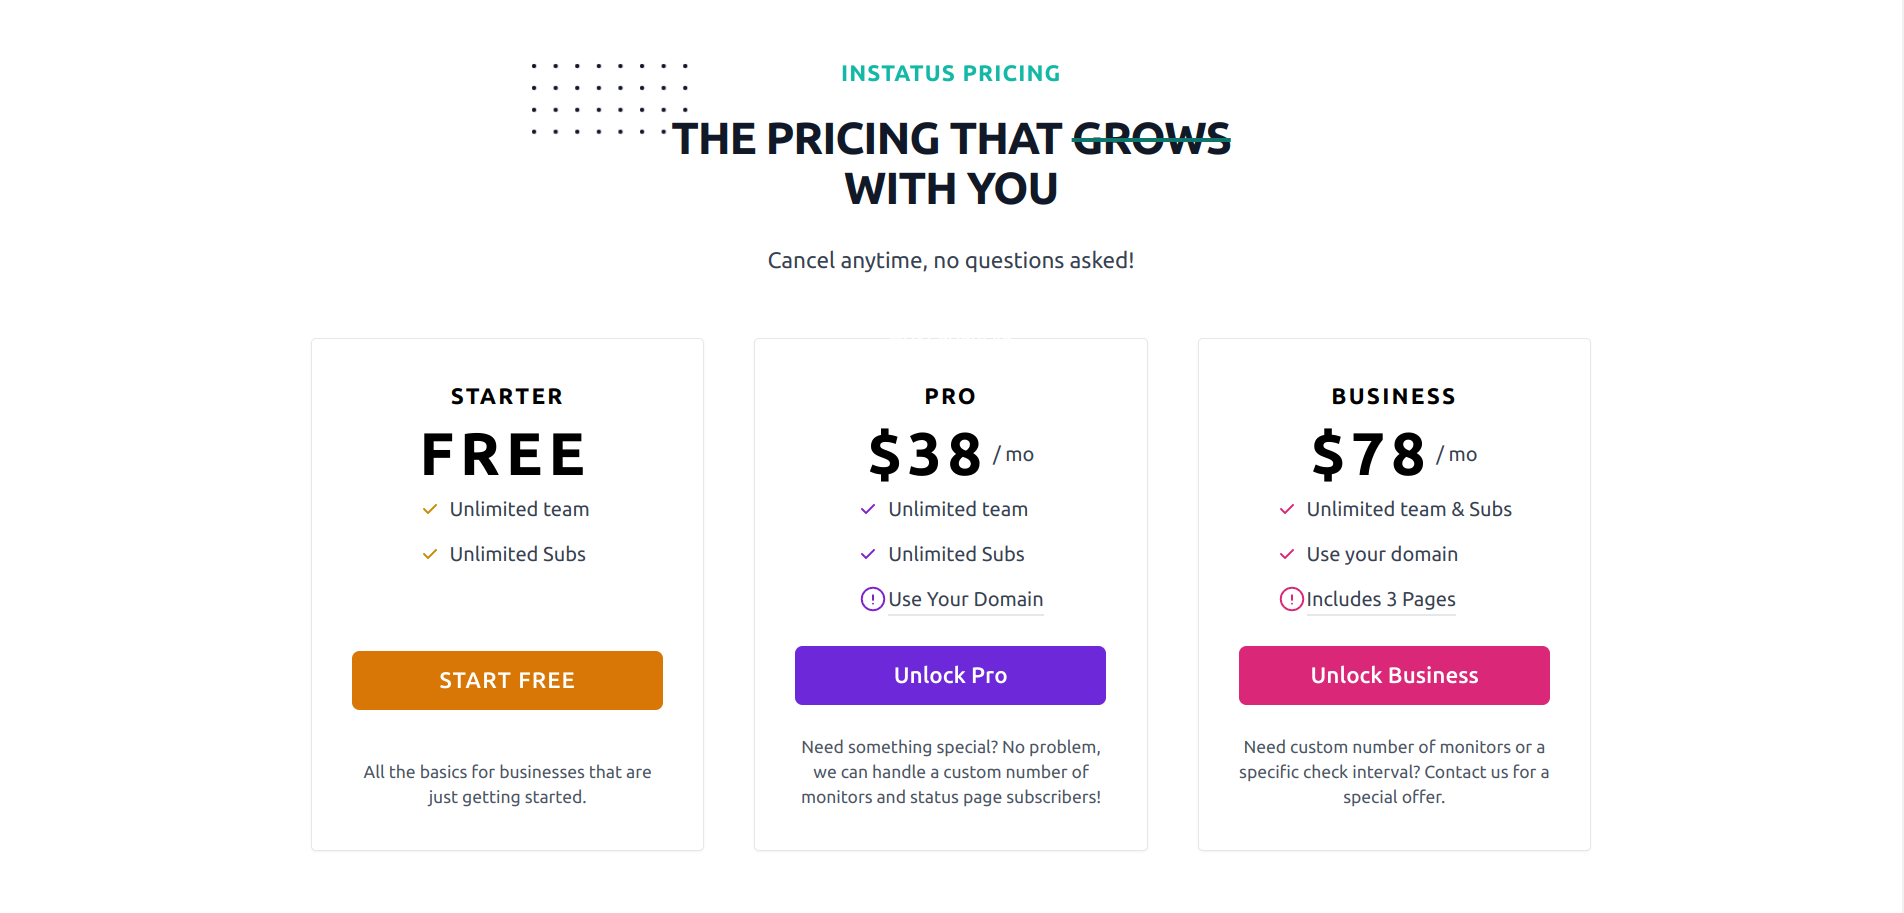 INSTATUS PRICING
THE PRICING THAT GROWS
WITH YOU
Cancel anytime, no questions asked!
STARTER
FREE
Unlimited team
Unlimited Subs
START FREE
All the basics for businesses that are
just getting started.
PRO
$38 / mo
Unlimited team
Unlimited Subs
Use Your Domain
Unlock Pro
Need something special? No problem,
we can handle a custom number of
monitors and status page subscribers!
BUSINESS
$78 / mo
Unlimited team & Subs
Use your domain
Includes 3 Pages
Unlock Business
Need custom number of monitors or a
specific check interval? Contact us for a
special offer.